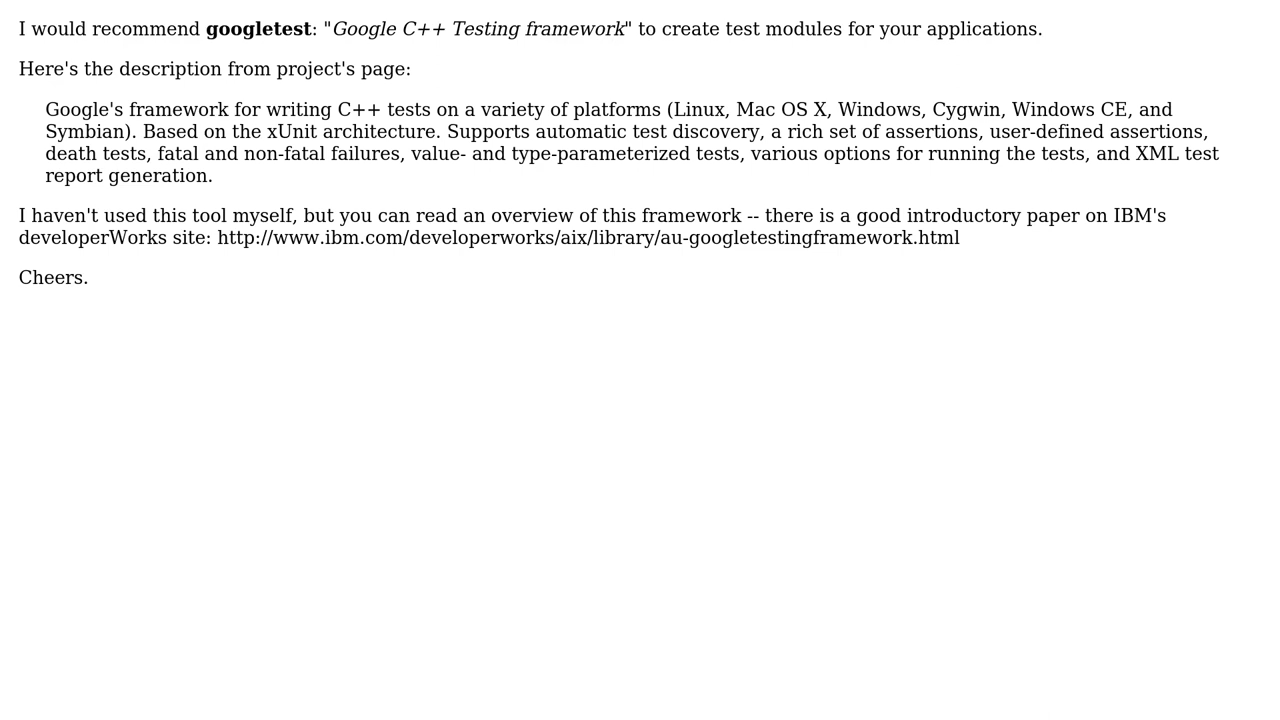 I would recommend googletest: "Google C++ Testing framework" to create test modules for your applications.
Here's the description from project's page:
Google's framework for writing C++ tests on a variety of platforms (Linux, Mac OS X, Windows, Cygwin, Windows CE, and
Symbian). Based on the xUnit architecture. Supports automatic test discovery, a rich set of assertions, user-defined assertions,
death tests, fatal and non-fatal failures, value- and type-parameterized tests, various options for running the tests, and XML test
report generation.
I haven't used this tool myself, but you can read an overview of this framework -- there is a good introductory paper on IBM's
developerWorks site: http://www.ibm.com/developerworks/aix/library/au-googletestingframework.html
Cheers.